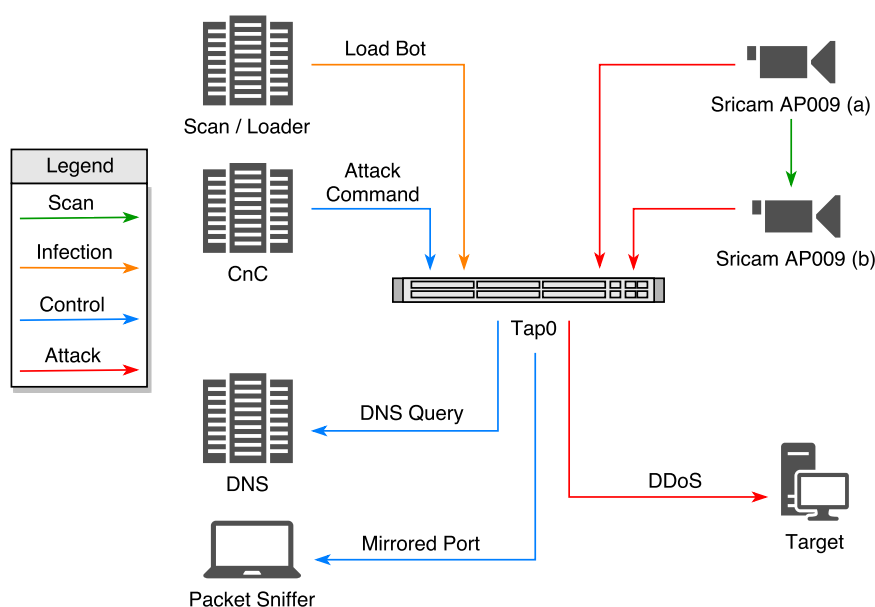 Load Bot
Scan / Loader
Sricam AP009 (a)
Legend
Scan
Infection
Control
Attack
Attack
Command
CnC
Sricam AP009 (b)
Tap0
DNS Query
DNS
DDoS
Target
Mirrored Port
Packet Sniffer